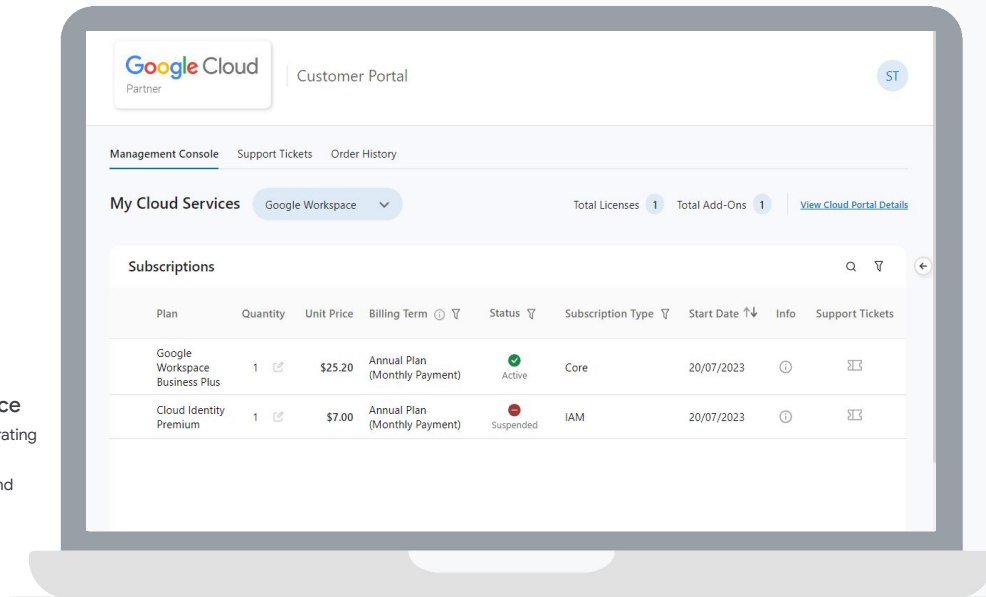 Google Cloud
Partner
Customer Portal
ST
Management Console Support Tickets Order History
My Cloud Services Google Workspace Total Licenses 1 Total Add-Ons 1 View Cloud Portal Details
Subscriptions
Plan Quantity Unit Price Billing Term Status Subscription Type Start Date Info Support Tickets
Google
Workspace
Business Plus
1 $25.20
Annual Plan
(Monthly Payment)
Active
Core 20/07/2023
Cloud Identity
Premium
1 $7.00
Annual Plan
(Monthly Payment)
Suspended
IAM 20/07/2023
ce
rating
nd